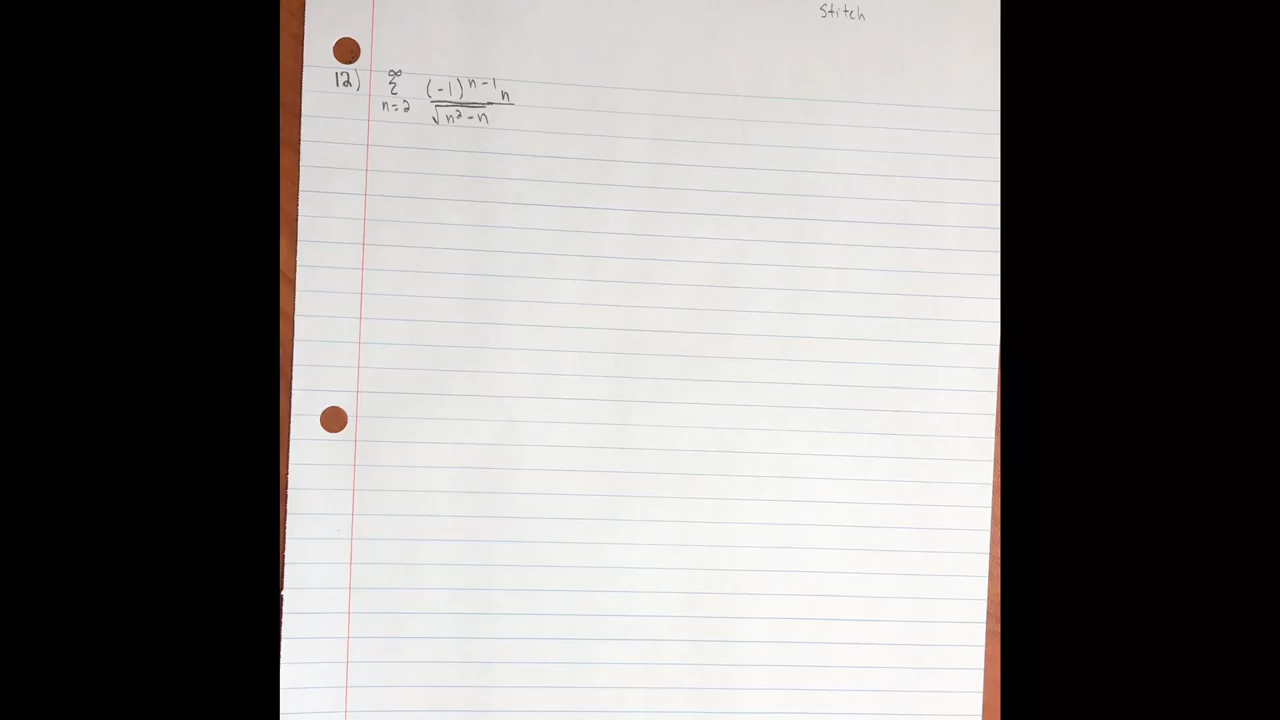 Stitch
12) ∞ Σ n=2 (-1)^{n-1} n / √(n² - n)